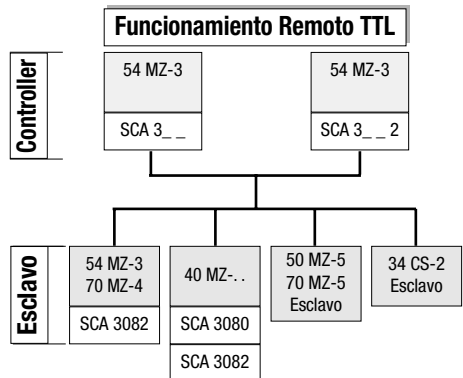 Funcionamiento Remoto TTL
Controller
54 MZ-3
SCA 3_ _
54 MZ-3
SCA 3_ _ 2
Esclavo
54 MZ-3
70 MZ-4
SCA 3082
40 MZ-. .
SCA 3080
SCA 3082
50 MZ-5
70 MZ-5
Esclavo
34 CS-2
Esclavo